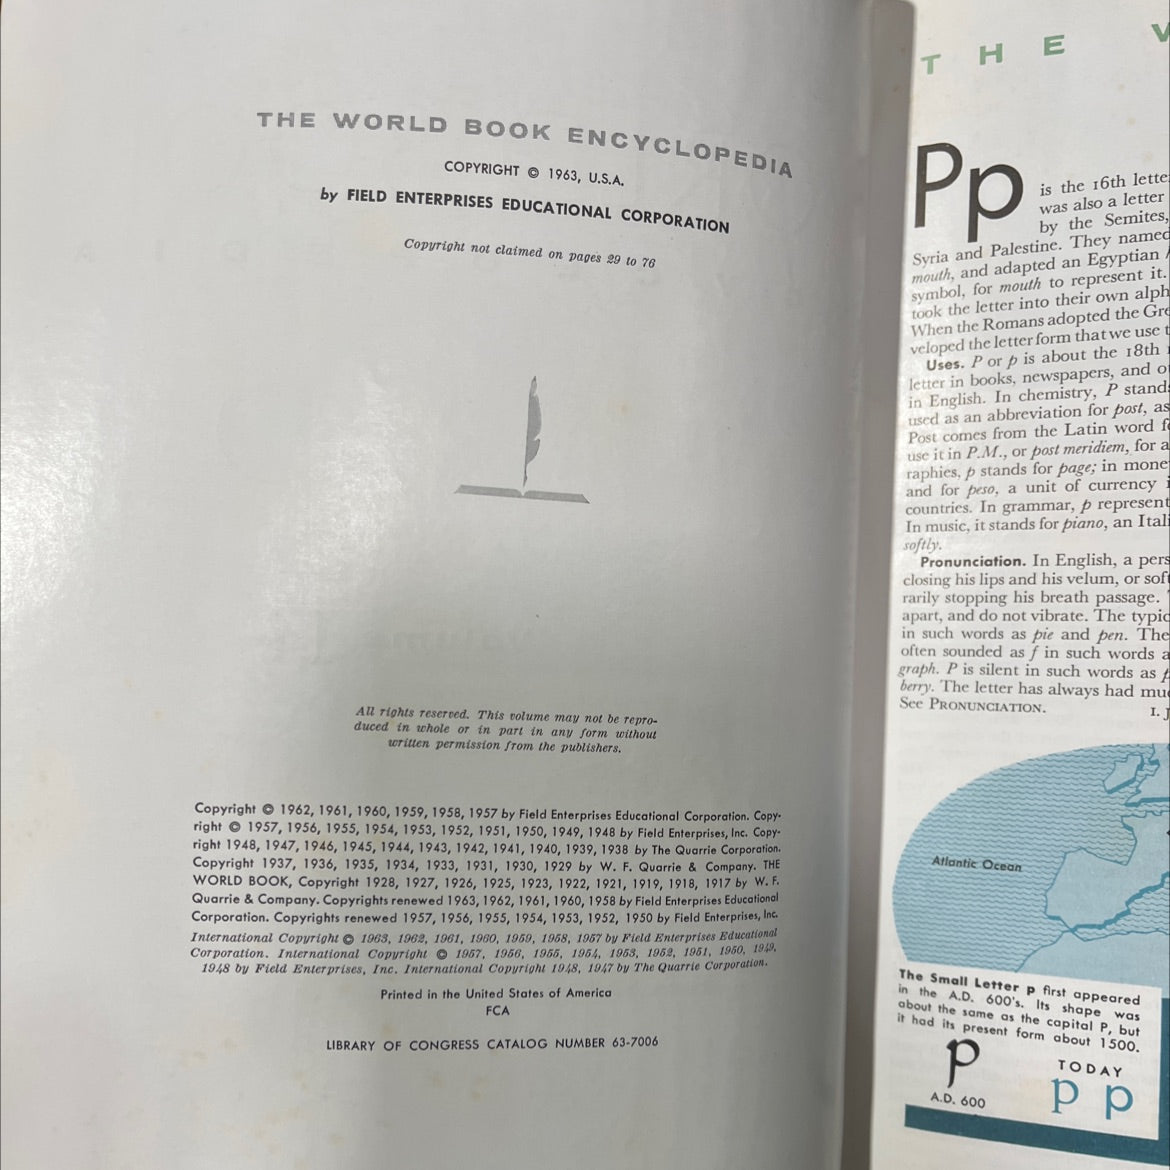 THE WORLD BOOK ENCYCLOPEDIA
COPYRIGHT © 1963, U.S.A.
by FIELD ENTERPRISES EDUCATIONAL CORPORATION
Copyright not claimed on pages 29 to 76
All rights reserved. This volume may not be repro-
duced in whole or in part in any form without
written permission from the publishers.
Copyright © 1962, 1961, 1960, 1959, 1958, 1957 by Field Enterprises Educational Corporation. Copy-
right © 1957, 1956, 1955, 1954, 1953, 1952, 1951, 1950, 1949, 1948 by Field Enterprises, Inc. Copy-
right 1948, 1947, 1946, 1945, 1944, 1943, 1942, 1941, 1940, 1939, 1938 by The Quarrie Corporation.
Copyright 1937, 1936, 1935, 1934, 1933, 1931, 1930, 1929 by W. F. Quarrie & Company. THE
WORLD BOOK, Copyright 1928, 1927, 1926, 1925, 1923, 1922, 1921, 1919, 1918, 1917 by W. F.
Quarrie & Company. Copyrights renewed 1963, 1962, 1961, 1960, 1958 by Field Enterprises Educational
Corporation. Copyrights renewed 1957, 1956, 1955, 1954, 1953, 1952, 1950 by Field Enterprises, Inc.
International Copyright © 1963, 1962, 1961, 1960, 1959, 1958, 1957 by Field Enterprises Educational
Corporation. International Copyright © 1957, 1956, 1955, 1954, 1953, 1952, 1951, 1950, 1949,
1948 by Field Enterprises, Inc. International Copyright 1948, 1947 by The Quarrie Corporation.
Printed in the United States of America
FCA
LIBRARY OF CONGRESS CATALOG NUMBER 63-7006
THE
Pp is the 16th
was also a letter
by the Semites,
Syria and Palestine. They named
mouth, and adapted an Egyptian
symbol, for mouth to represent it.
took the letter into their own
When the Romans adopted the
veloped the letter form that we use
Uses. P or p is about the 18th
letter in books, newspapers, and
in English. In chemistry, P
used as an abbreviation for post, as
Post comes from the Latin word
use it in P.M., or post meridiem, for a
raphies, p stands for page; in
and for peso, a unit of currency
countries. In grammar, p
In music, it stands for piano, an
softly.
Pronunciation. In English, a
closing his lips and his velum, or
rarily stopping his breath passage.
apart, and do not vibrate. The
in such words as pie and pen. The
often sounded as f in such words
graph. P is silent in such words as
berry. The letter has always had
See PRONUNCIATION. I. J
Atlantic Ocean
The Small Letter p first appeared
in the A.D. 600's. Its shape was
about the same as the capital P, but
it had its present form about 1500.
p
TODAY
p p
A.D. 600